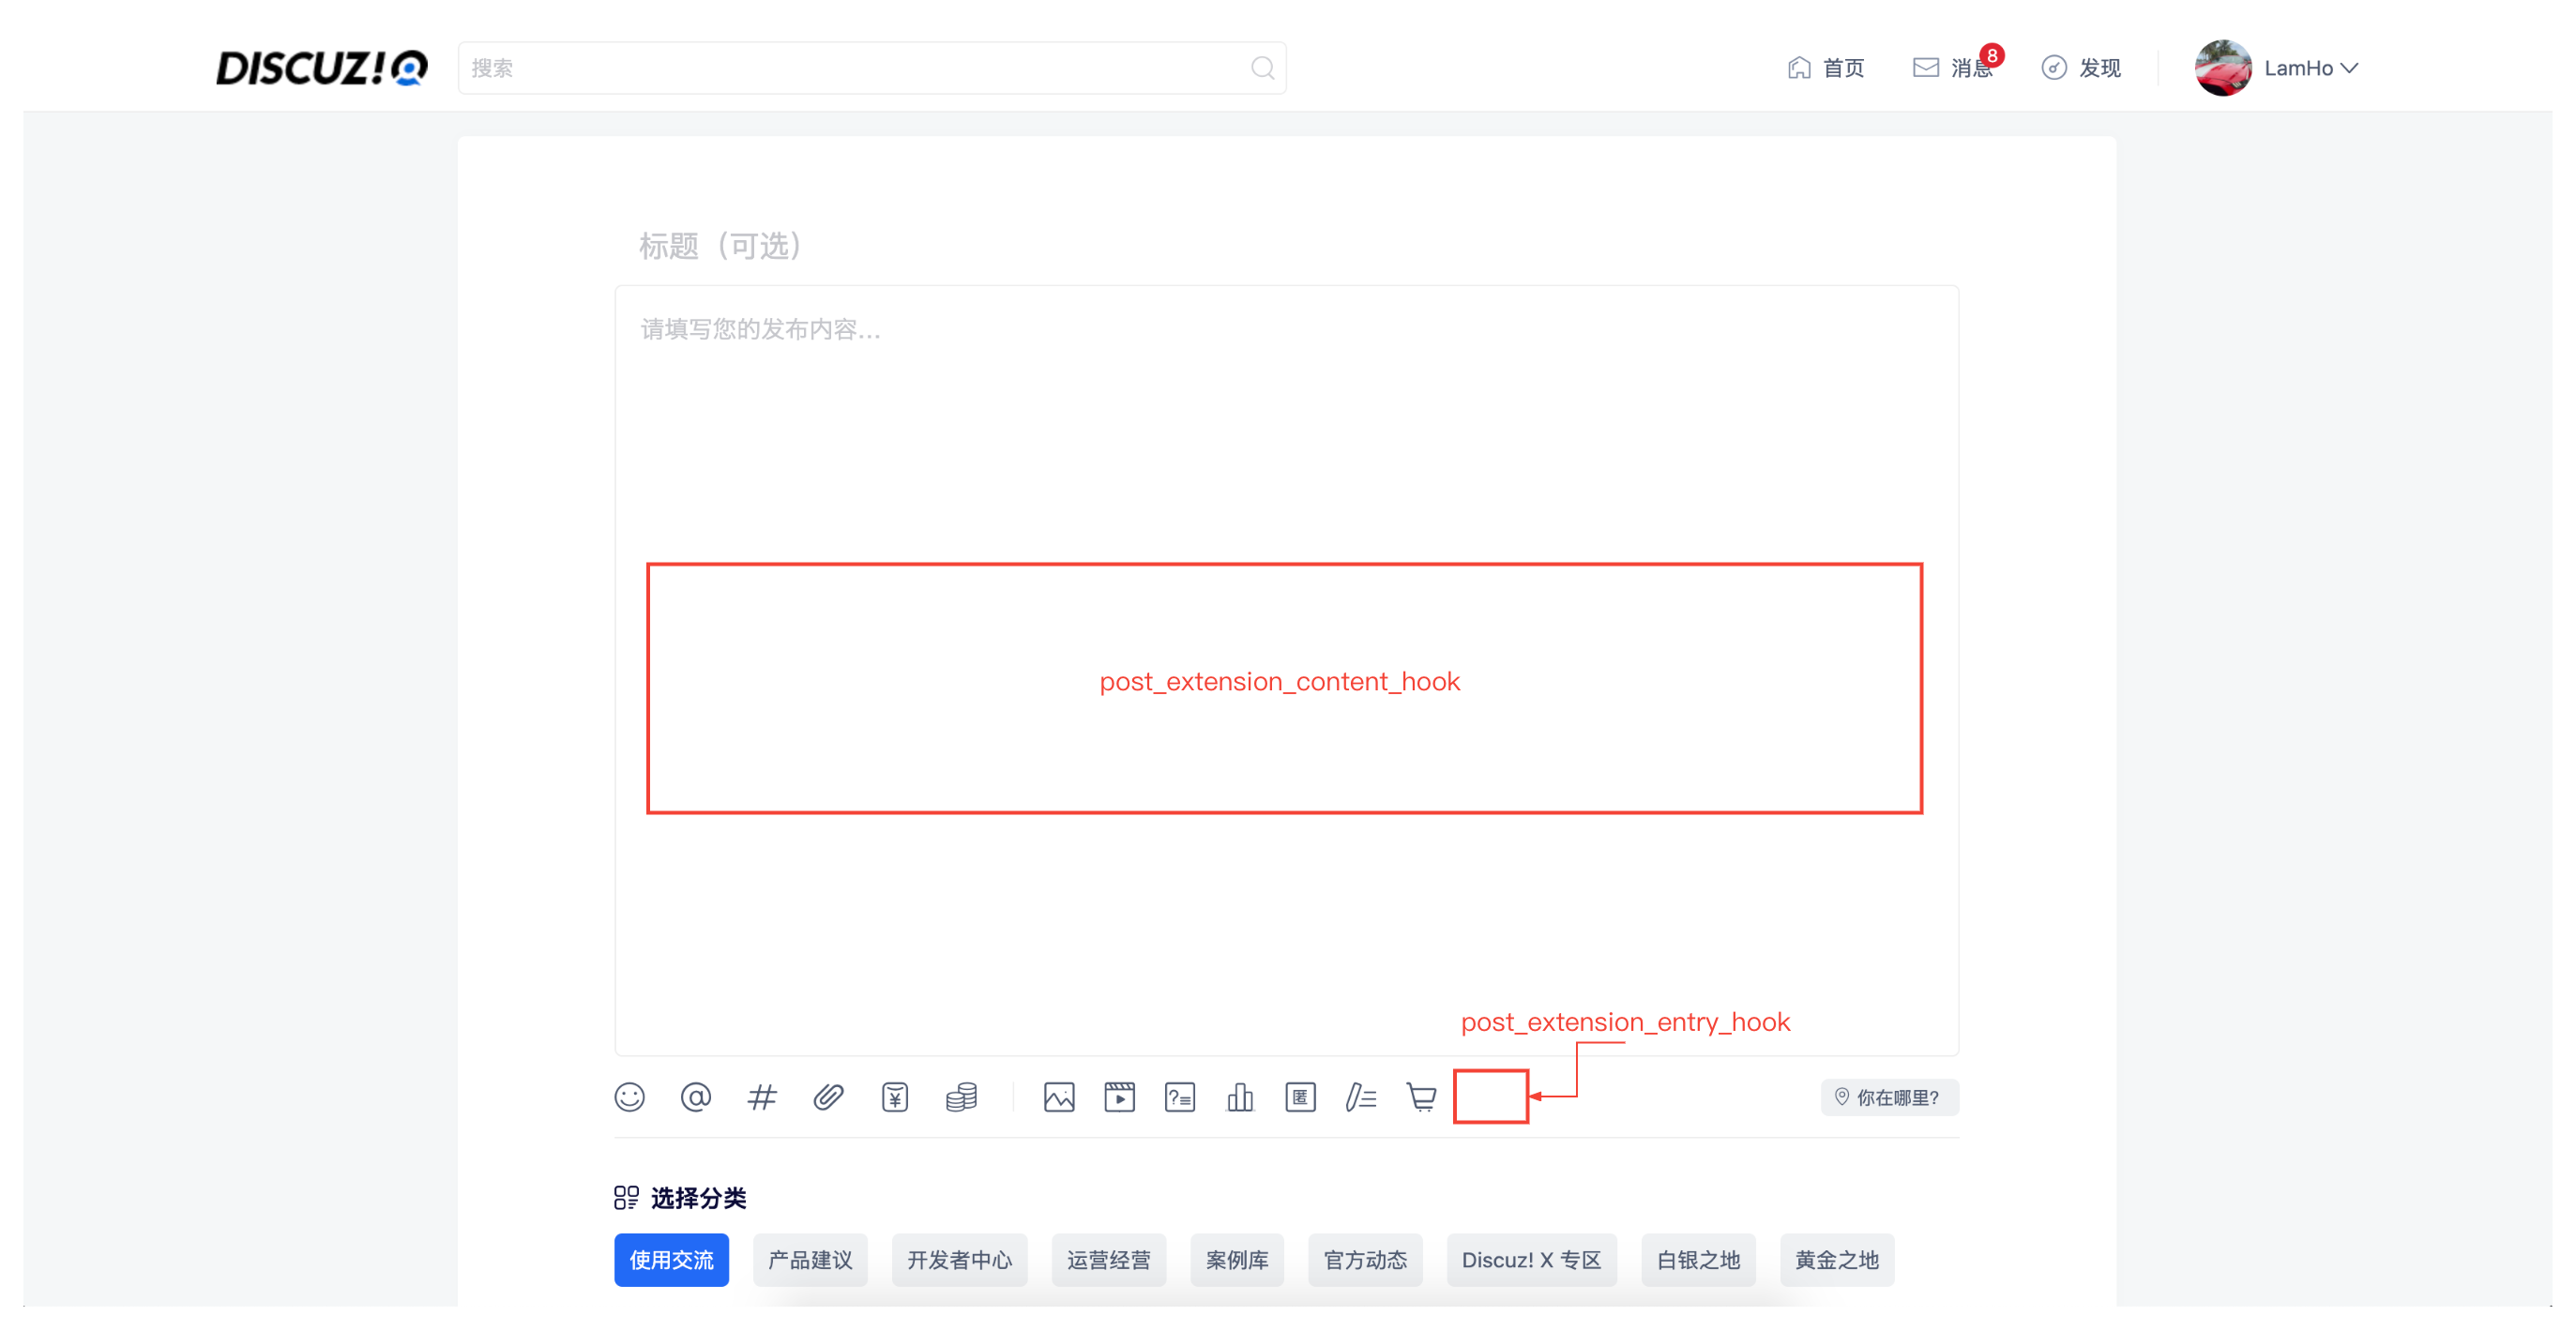 DISCUZ!Q
搜索
首页
消息
8
发现
LamHo
标题（可选）
请填写您的发布内容...
post_extension_content_hook
post_extension_entry_hook
@
#
¥
?
匿
你在哪里?
选择分类
使用交流
产品建议
开发者中心
运营经营
案例库
官方动态
Discuz! X 专区
白银之地
黄金之地